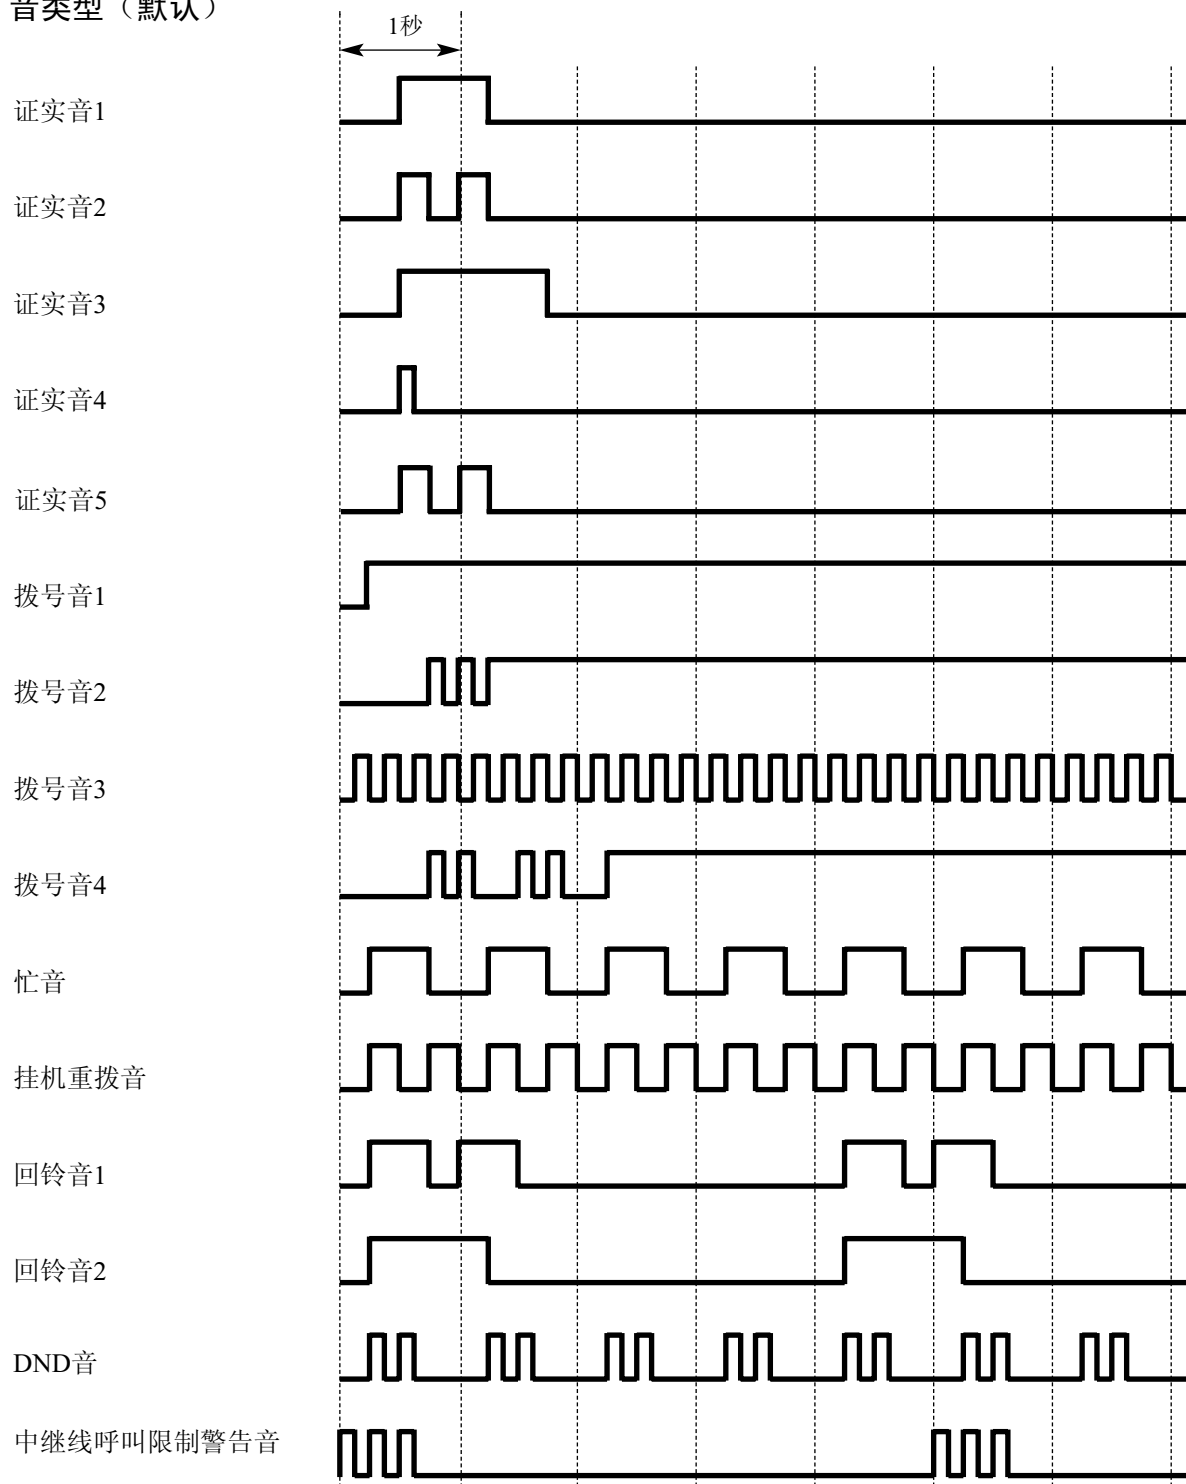 音类型（默认）
1秒
证实音1
证实音2
证实音3
证实音4
证实音5
拨号音1
拨号音2
拨号音3
拨号音4
忙音
挂机重拨音
回铃音1
回铃音2
DND音
中继线呼叫限制警告音